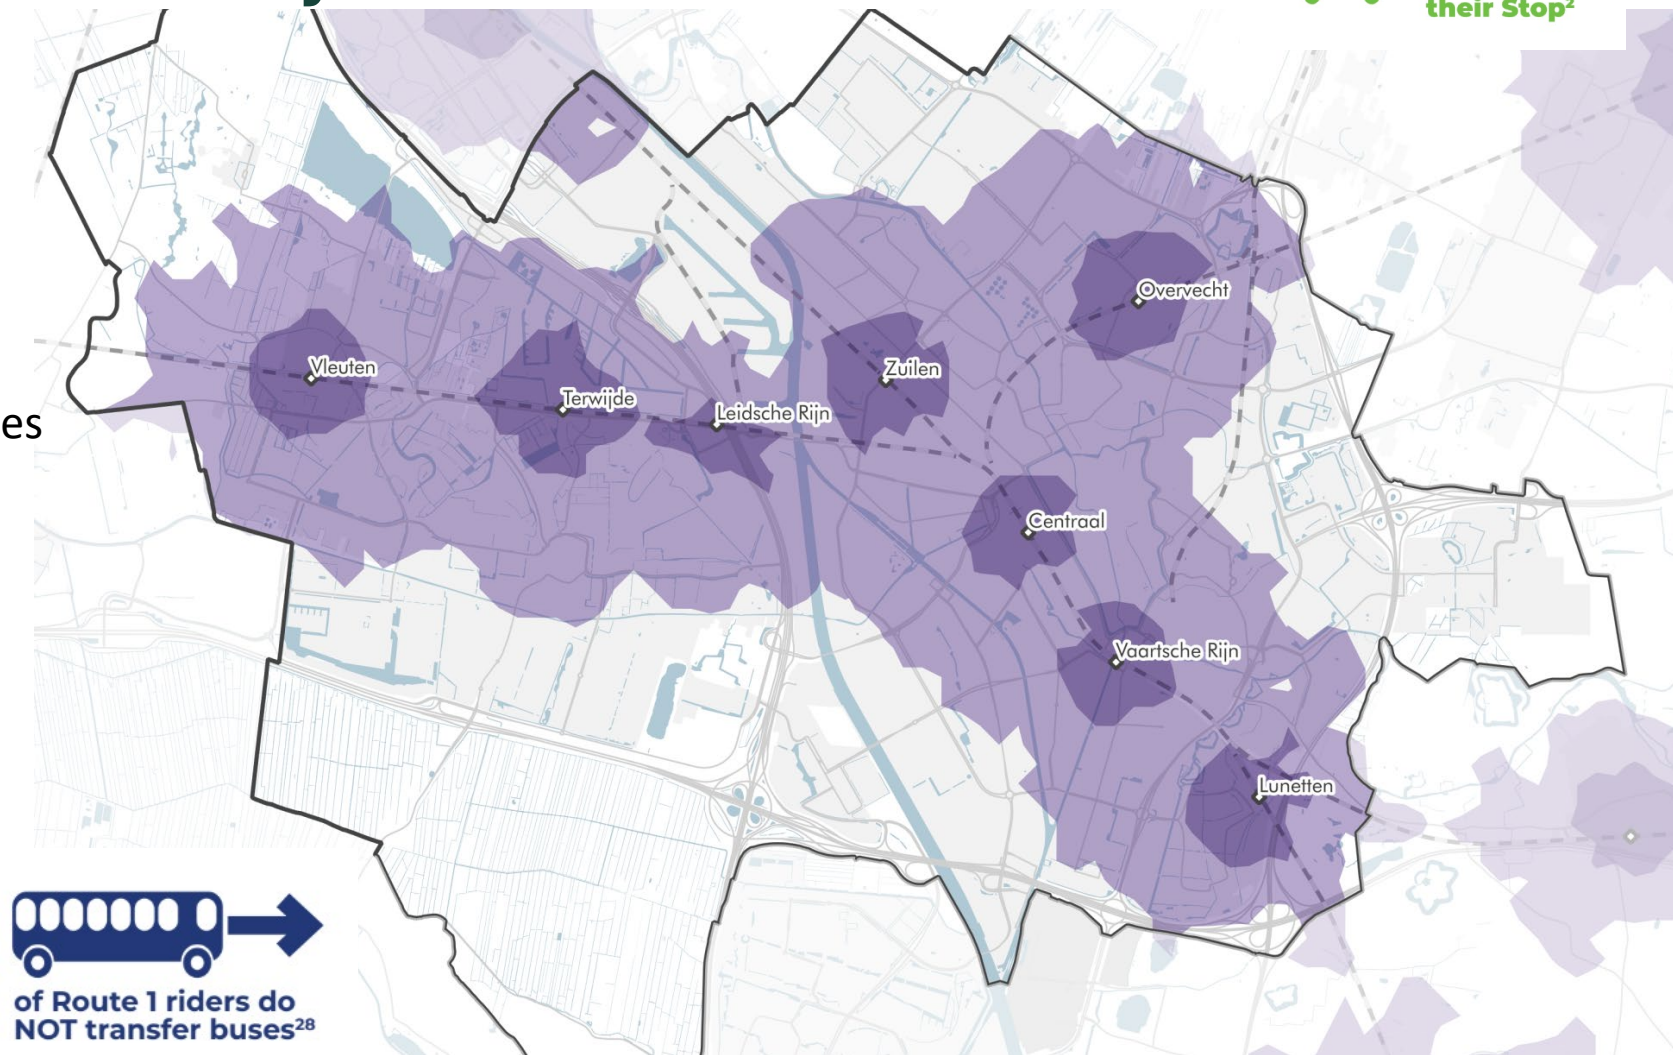 their Stop²
Overvecht
Vleuten
Zuilen
Terwijde
Leidsche Rijn
es
Centraal
Vaartsche Rijn
Lunetten
of Route 1 riders do
NOT transfer buses²⁸